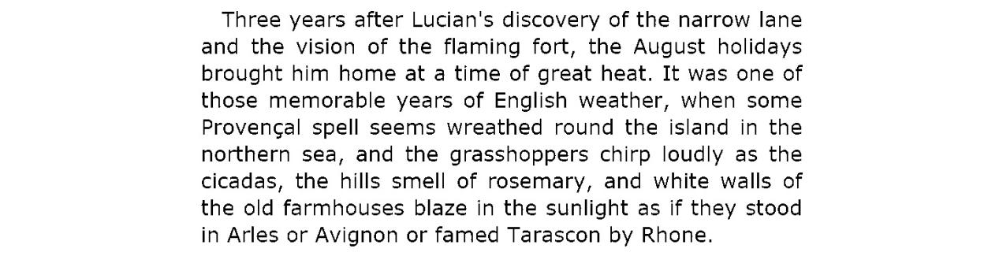 Three years after Lucian's discovery of the narrow lane
and the vision of the flaming fort, the August holidays
brought him home at a time of great heat. It was one of
those memorable years of English weather, when some
Provençal spell seems wreathed round the island in the
northern sea, and the grasshoppers chirp loudly as the
cicadas, the hills smell of rosemary, and white walls of
the old farmhouses blaze in the sunlight as if they stood
in Arles or Avignon or famed Tarascon by Rhone.